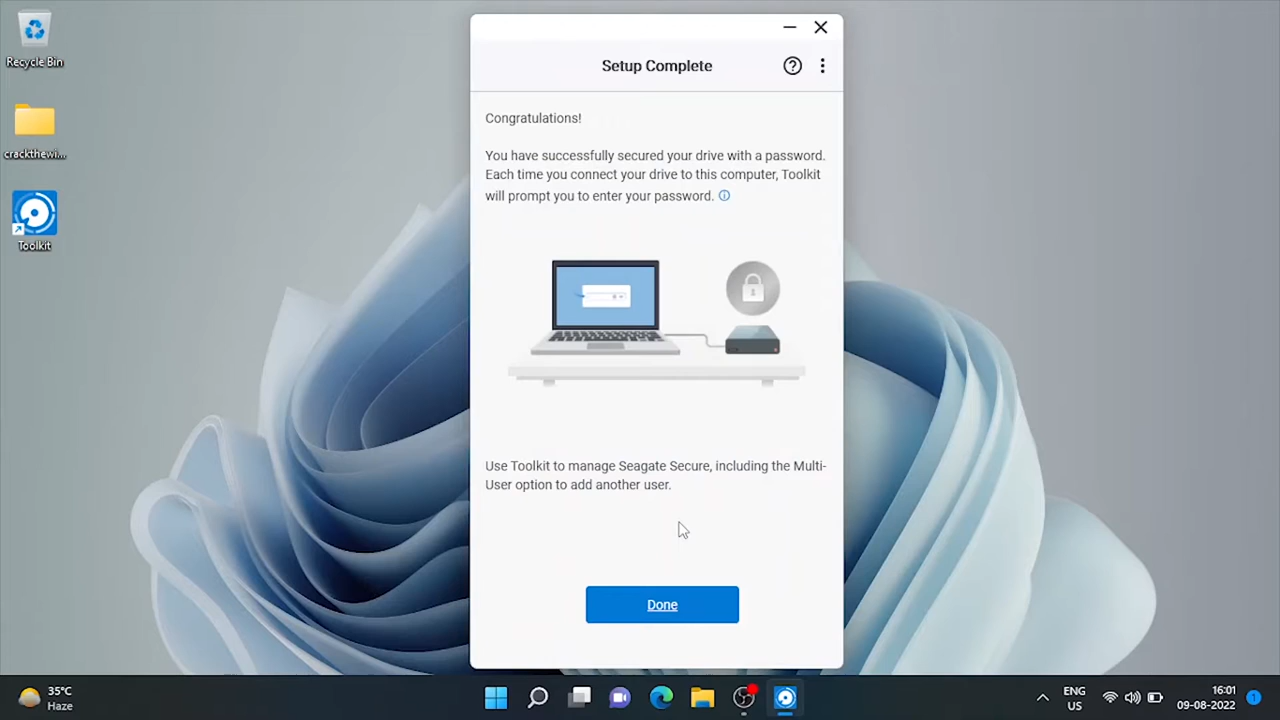 Recycle Bin
crackthewi...
Toolkit
Setup Complete
Congratulations!
You have successfully secured your drive with a password.
Each time you connect your drive to this computer, Toolkit
will prompt you to enter your password.
Use Toolkit to manage Seagate Secure, including the Multi-
User option to add another user.
Done
35°C
Haze
ENG
US
16:01
09-08-2022
1